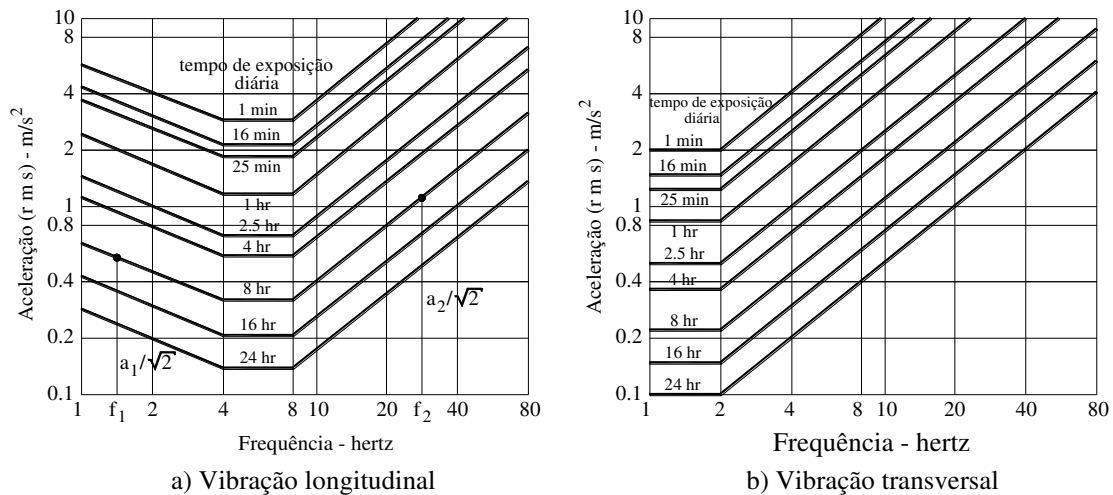 10
8
4
2
1
0.8
0.4
0.2
0.1
Aceleração (r m s) - m/s²
tempo de exposição
diária
1 min
16 min
25 min
1 hr
2.5 hr
4 hr
8 hr
16 hr
24 hr
a₁/√2
a₂/√2
1 f₁ 2 4 8 10 20 f₂ 40 80
Frequência - hertz
a) Vibração longitudinal
10
8
4
2
1
0.8
0.4
0.2
0.1
Aceleração (r m s) - m/s²
tempo de exposição
diária
1 min
16 min
25 min
1 hr
2.5 hr
4 hr
8 hr
16 hr
24 hr
1 2 4 8 10 20 40 80
Frequência - hertz
b) Vibração transversal